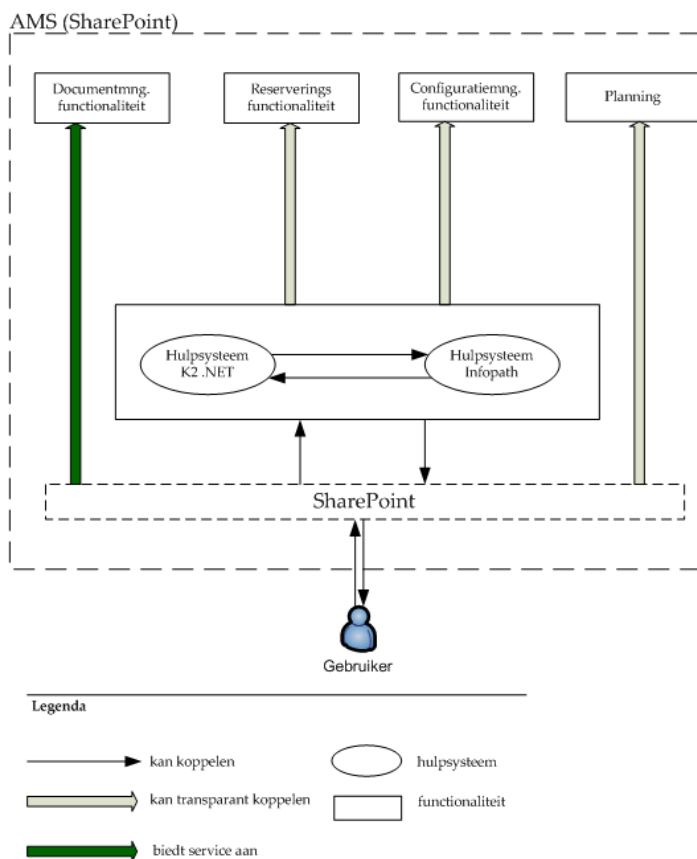 AMS (SharePoint)
Documentmng.
functionaliteit
Reserverings
functionaliteit
Configuratiemng.
functionaliteit
Planning
Hulpsysteem
K2 .NET
Hulpsysteem
Infopath
SharePoint
Gebruiker
Legenda
kan koppelen
hulpsysteem
kan transparant koppelen
functionaliteit
biedt service aan